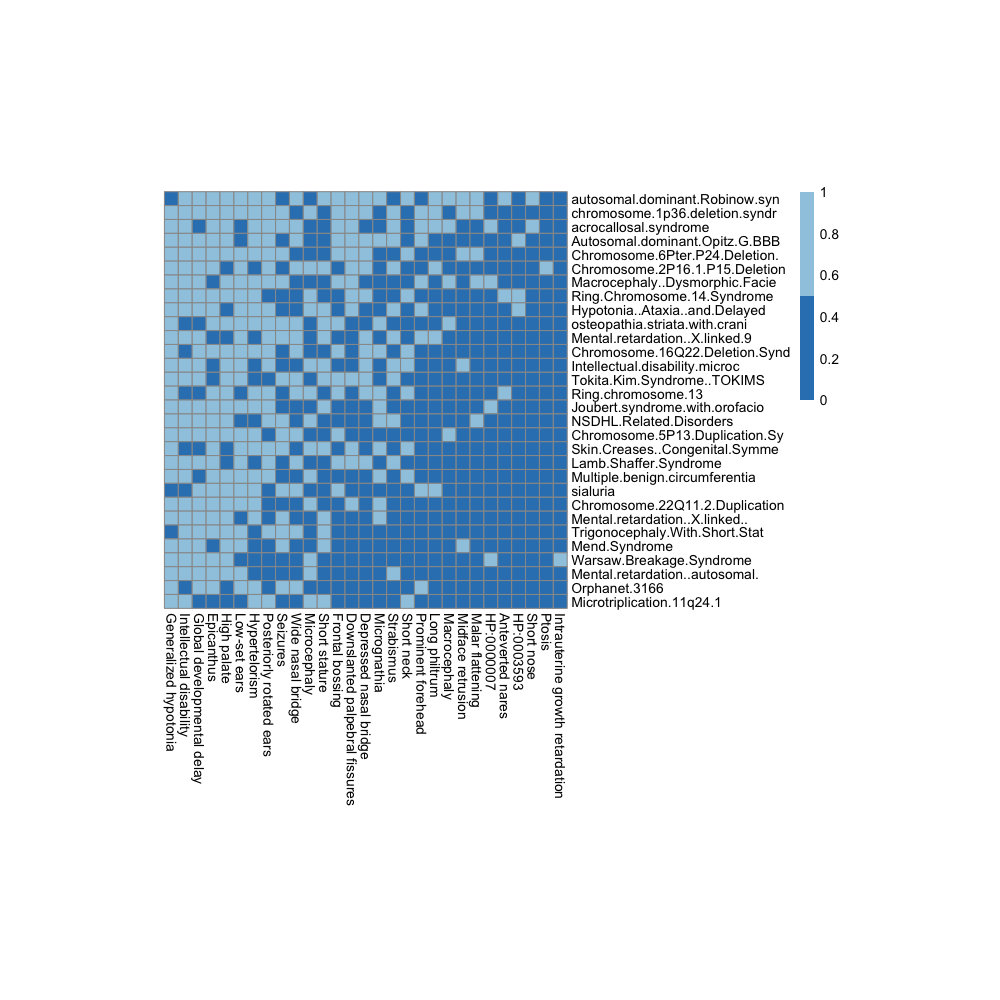 autosomal.dominant.Robinow.syn
chromosome.1p36.deletion.syndr
acrocallosal.syndrome
Autosomal.dominant.Opitz.G.BBB
Chromosome.6Pter.P24.Deletion.
Chromosome.2P16.1.P15.Deletion
Macrocephaly..Dysmorphic.Facie
Ring.Chromosome.14.Syndrome
Hypotonia..Ataxia..and.Delayed
osteopathia.striata.with.crani
Mental.retardation..X.linked.9
Chromosome.16Q22.Deletion.Synd
Intellectual.disability.microc
Tokita.Kim.Syndrome..TOKIMS
Ring.chromosome.13
Joubert.syndrome.with.orofacio
NSDHL.Related.Disorders
Chromosome.5P13.Duplication.Sy
Skin.Creases..Congenital.Symme
Lamb.Shaffer.Syndrome
Multiple.benign.circumferentia
sialuria
Chromosome.22Q11.2.Duplication
Mental.retardation..X.linked..
Trigonocephaly.With.Short.Stat
Mend.Syndrome
Warsaw.Breakage.Syndrome
Mental.retardation..autosomal.
Orphanet.3166
Microtriplication.11q24.1
1
0.8
0.6
0.4
0.2
0
Generalized hypotonia
Intellectual disability
Global developmental delay
Epicanthus
High palate
Low-set ears
Hypertelorism
Posteriorly rotated ears
Seizures
Wide nasal bridge
Microcephaly
Short stature
Frontal bossing
Downslanted palpebral fissures
Depressed nasal bridge
Micrognathia
Strabismus
Short neck
Prominent forehead
Long philtrum
Macrocephaly
Midface retrusion
Malar flattening
HP:0000007
Anteverted nares
HP:0003593
Short nose
Ptosis
Intrauterine growth retardation